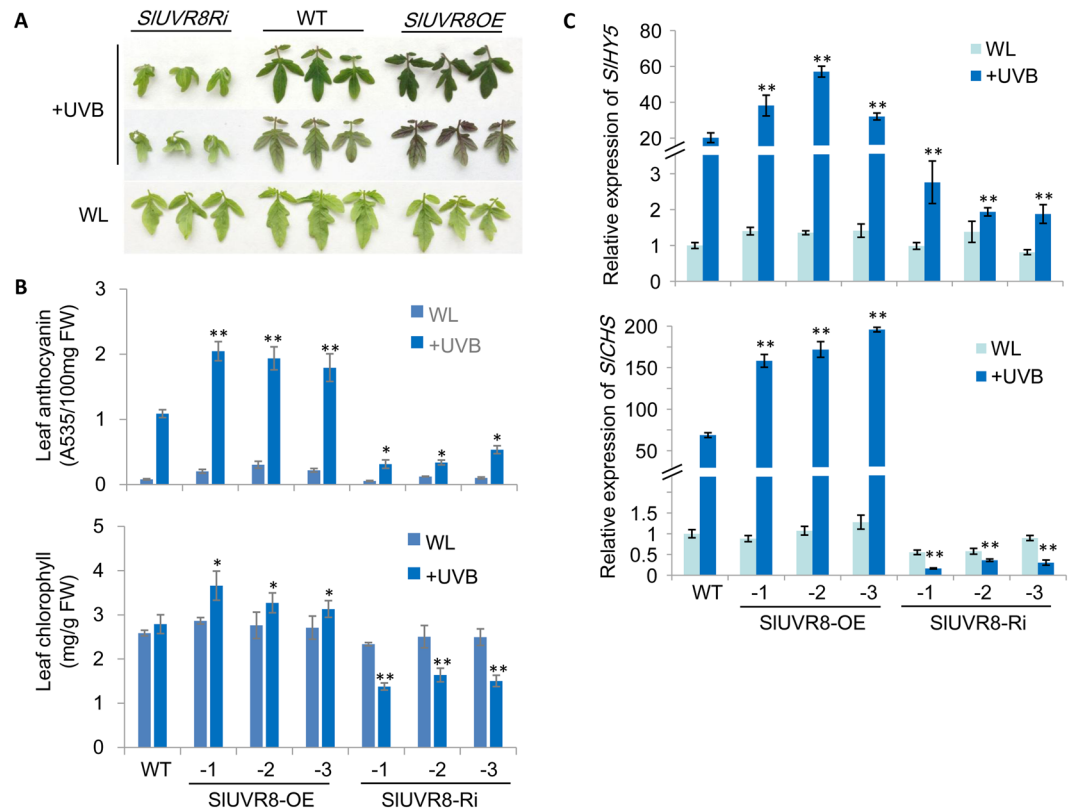 A
SlUVR8Ri WT SlUVR8OE
+UVB
WL
B
3
2
1
0
Leaf anthocyanin
(A535/100mg FW)
WL
+UVB
** ** ** * * *
5
4
3
2
1
0
Leaf chlorophyll
(mg/g FW)
WL
+UVB
* * * ** ** **
WT -1 -2 -3 -1 -2 -3
SlUVR8-OE SlUVR8-Ri
C
80
60
40
20
3
2
1
0
Relative expression of SlHY5
WL
+UVB
** ** ** ** ** **
200
150
100
50
1.5
1
0.5
0
Relative expression of SlCHS
WL
+UVB
** ** ** ** ** **
WT -1 -2 -3 -1 -2 -3
SlUVR8-OE SlUVR8-Ri